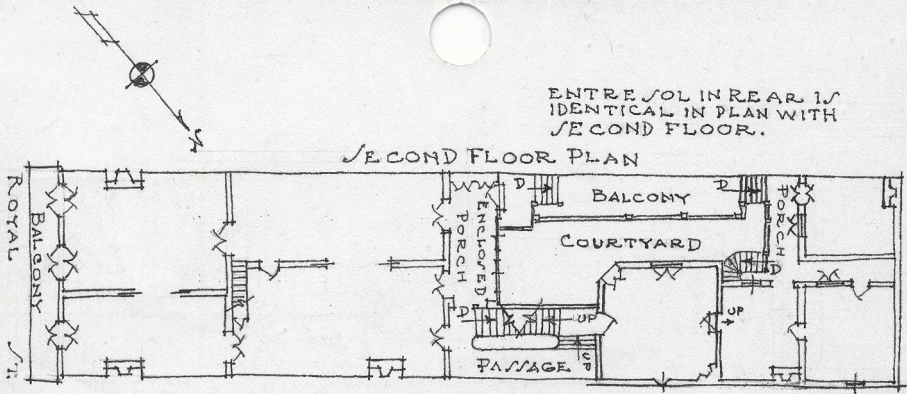 ENTRESOL IN REAR IS
IDENTICAL IN PLAN WITH
SECOND FLOOR.
SECOND FLOOR PLAN
N
ROYAL ST.
BALCONY
ENCLOSED
PORCH
D
BALCONY
D
PORCH
COURTYARD
D
D
UP
UP
UP
PASSAGE